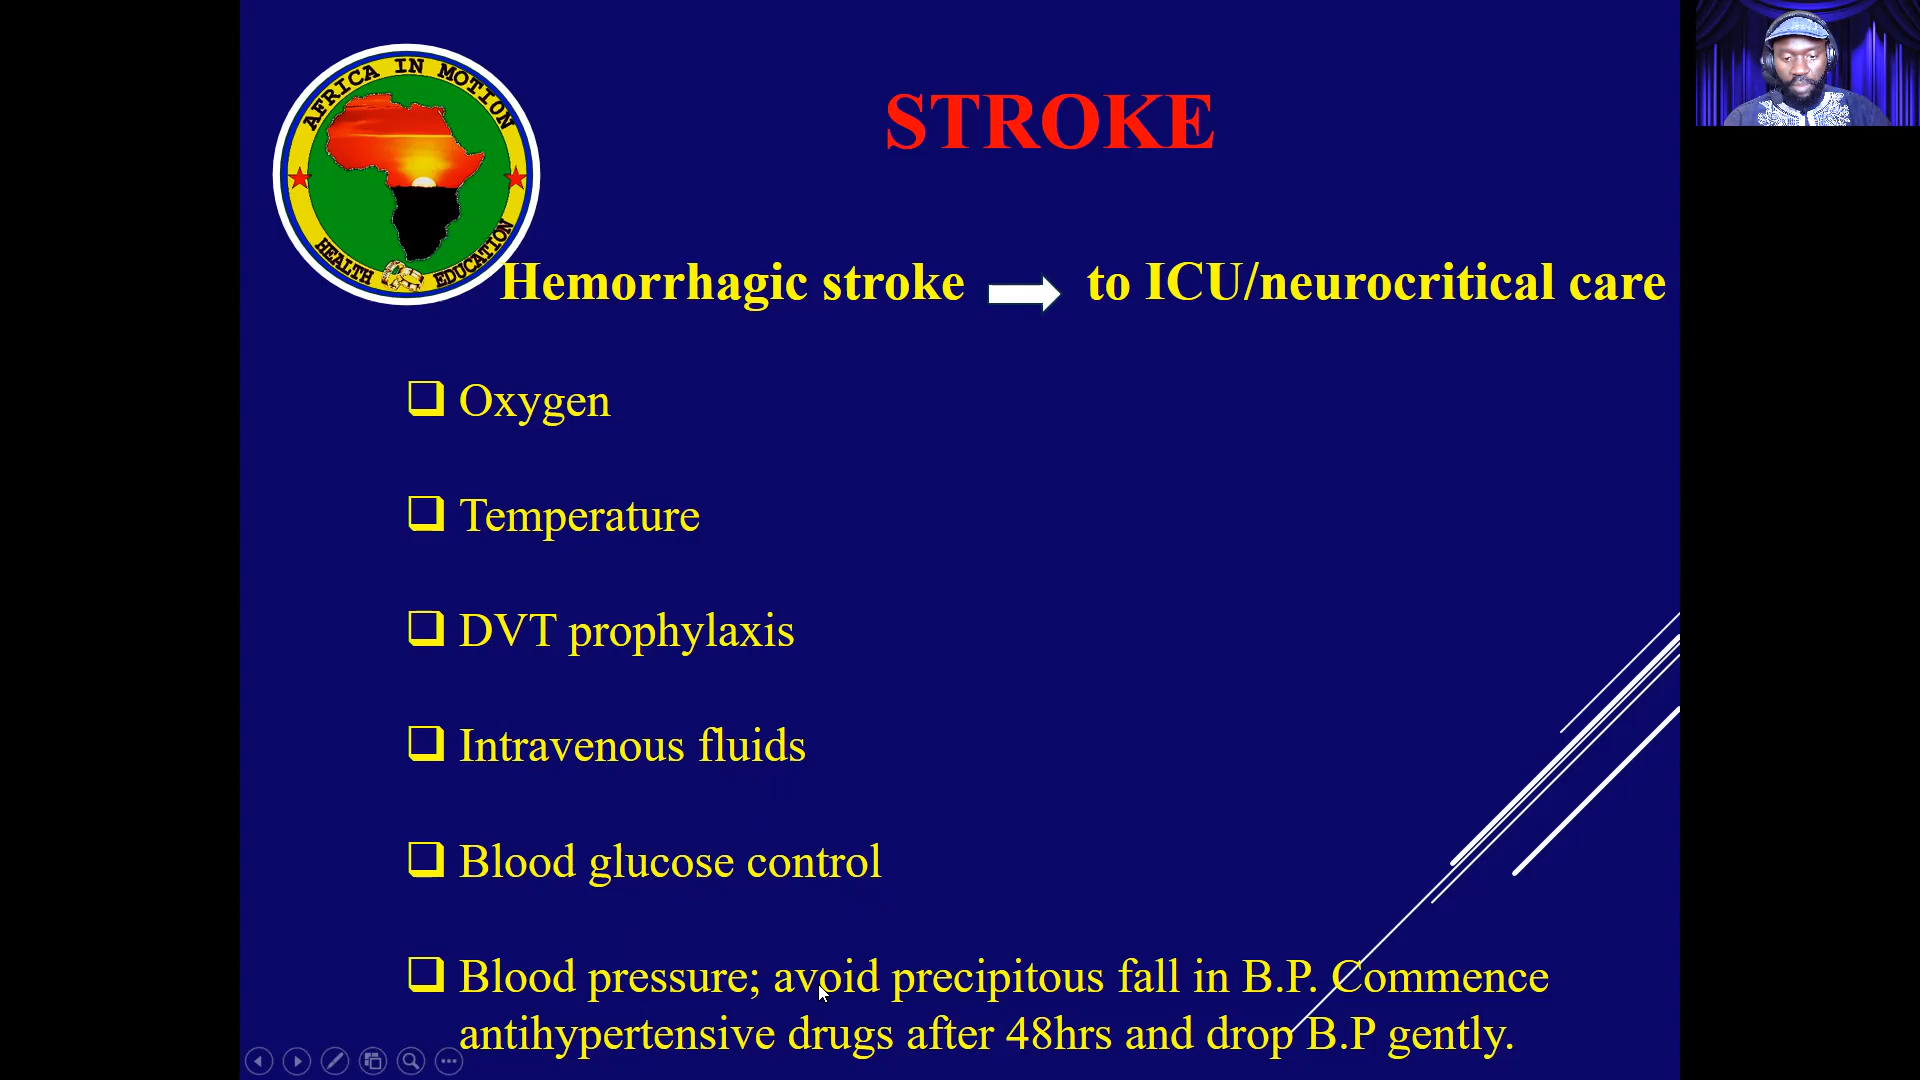 AFRICA IN MOTION
HEALTH EDUCATION
STROKE
Hemorrhagic stroke to ICU/neurocritical care
Oxygen
Temperature
DVT prophylaxis
Intravenous fluids
Blood glucose control
Blood pressure; avoid precipitous fall in B.P. Commence
antihypertensive drugs after 48hrs and drop B.P gently.